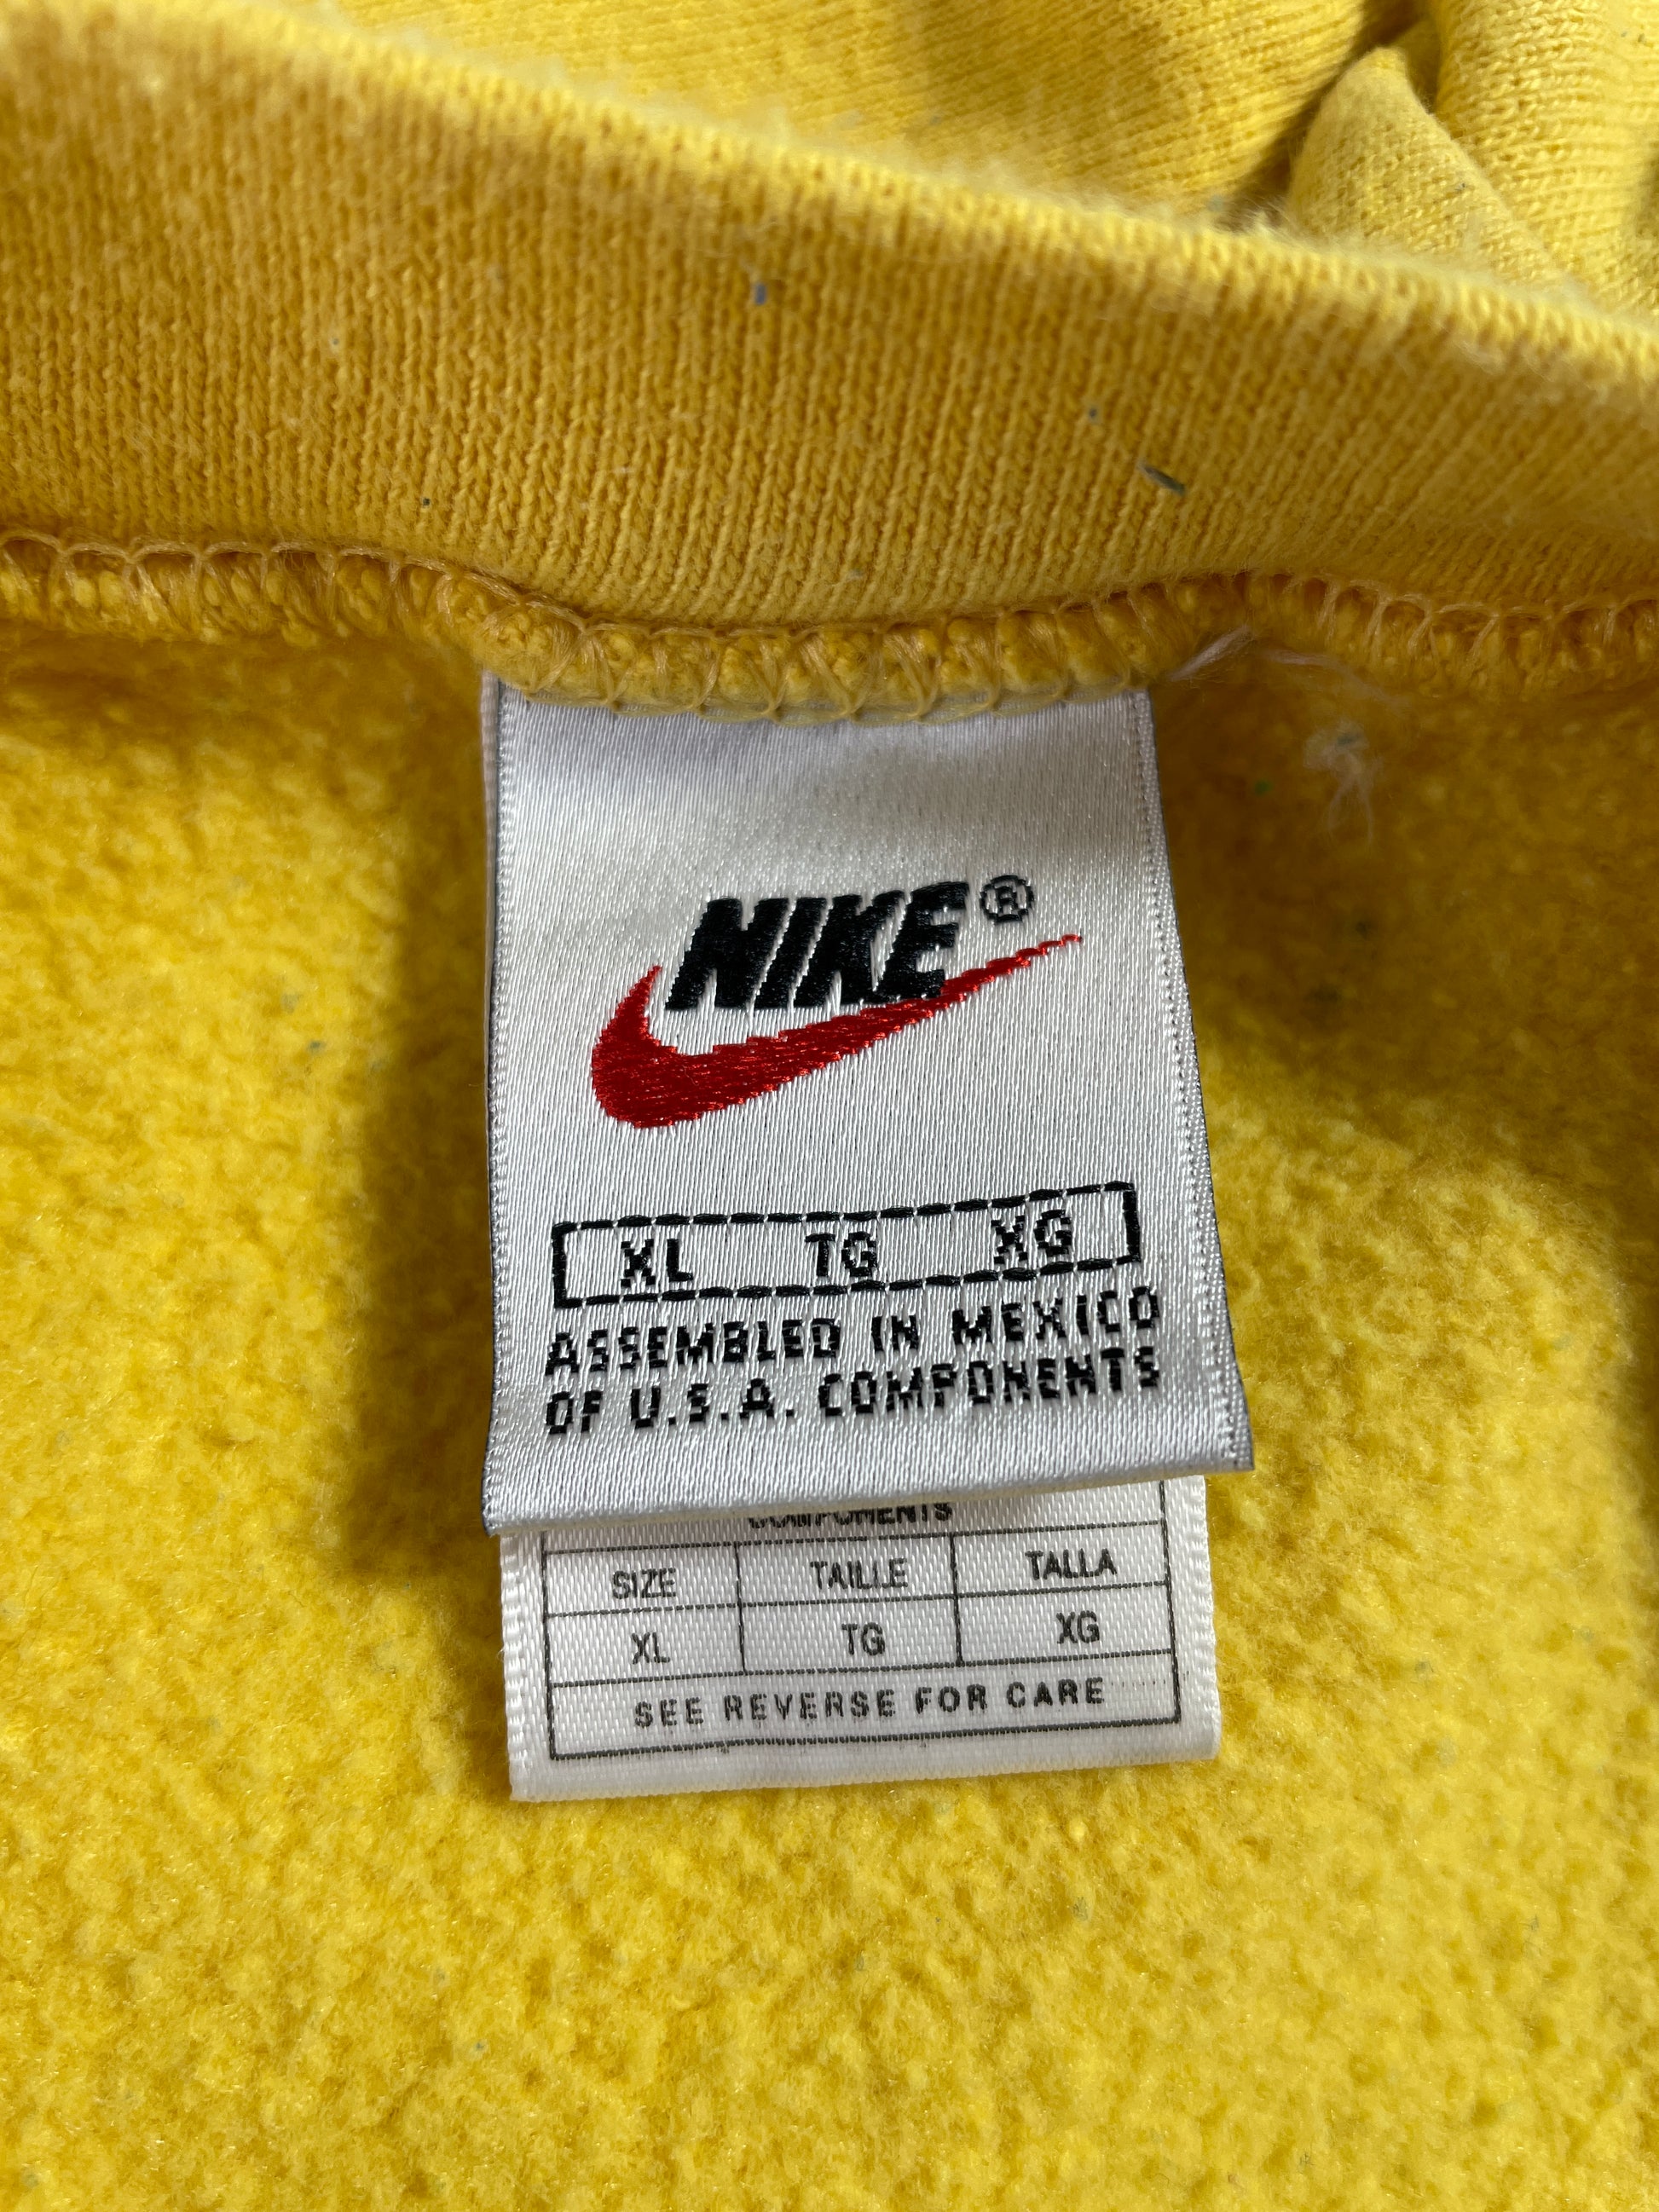 NIKE®
XL TG XG
ASSEMBLED IN MEXICO
OF U.S.A. COMPONENTS
COMPONENTS
SIZE TAILLE TALLA
XL TG XG
SEE REVERSE FOR CARE